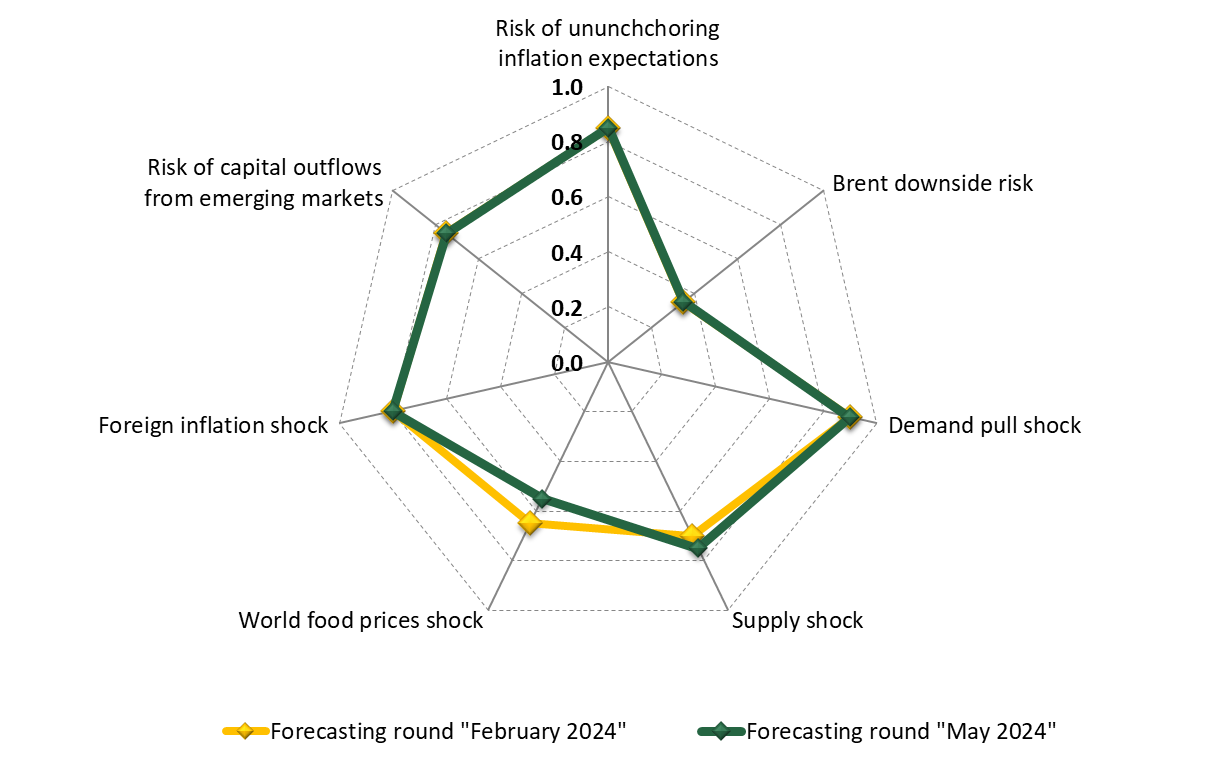 Risk of ununchchoring
inflation expectations
1.0
Risk of capital outflows
from emerging markets
0.8
Brent downside risk
0.6
0.4
0.2
0.0
Foreign inflation shock
Demand pull shock
World food prices shock
Supply shock
Forecasting round "February 2024"
Forecasting round "May 2024"